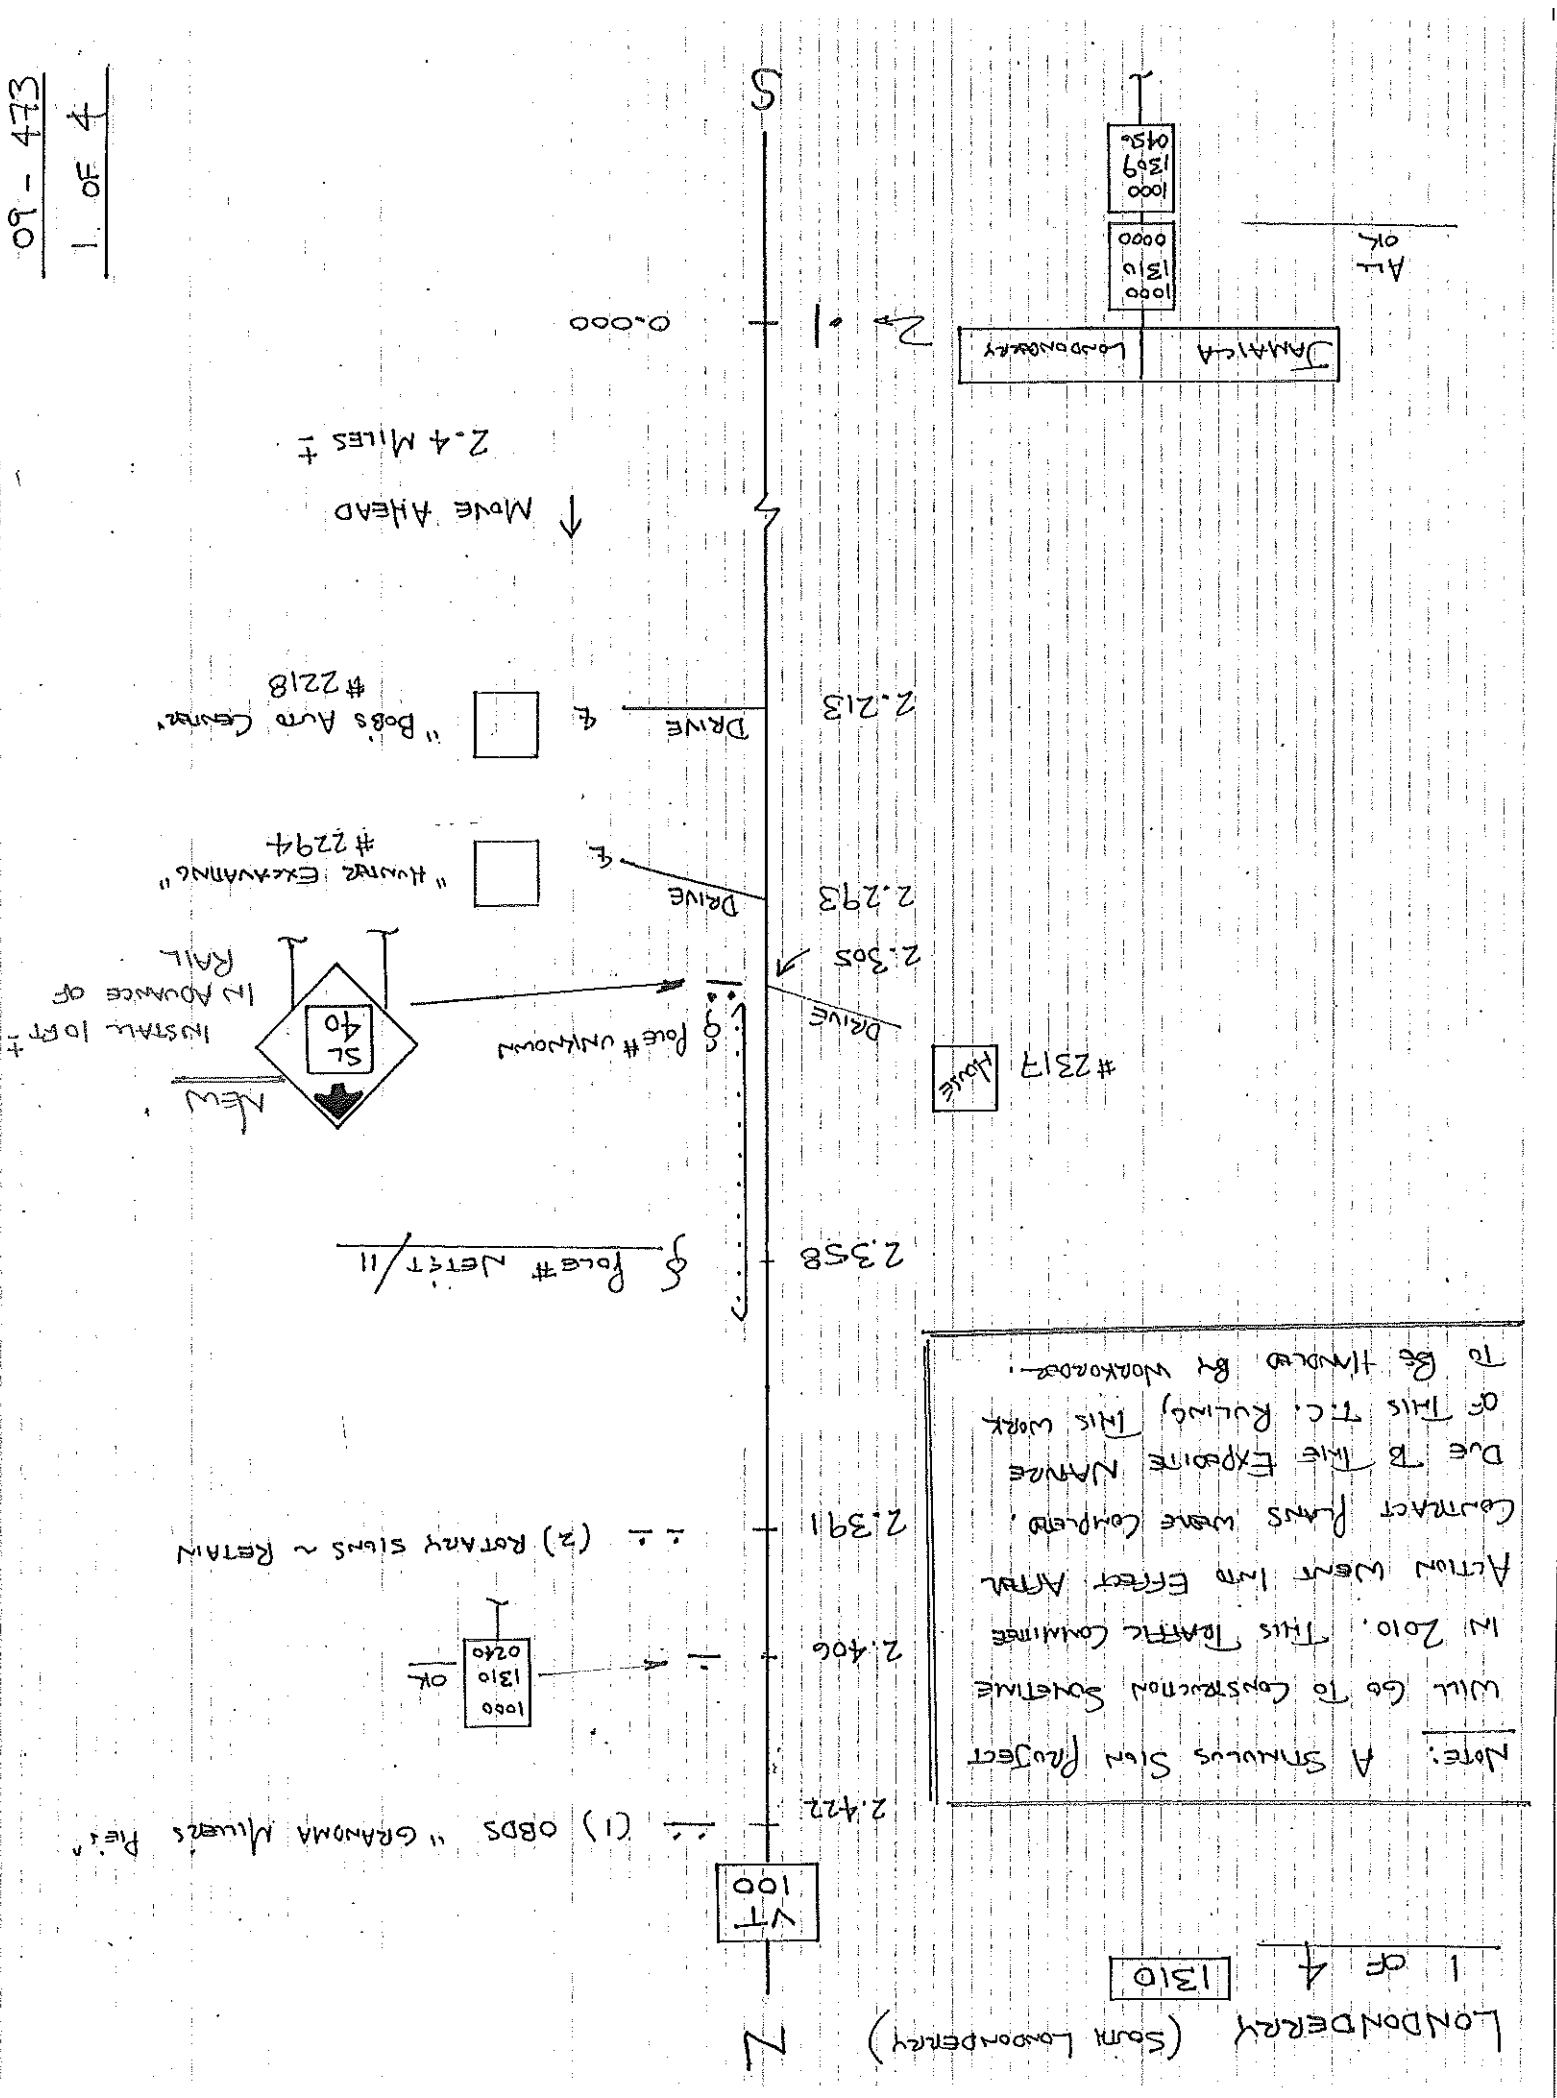 LONDONDERRY (SOUTH LONDONDERRY)
1 OF 4
1310
N
VT
100
NOTE: A STIMULUS SIGN PROJECT
WILL GO TO CONSTRUCTION SOMETIME
IN 2010. THIS TRAFFIC COMMITTEE
ACTION WENT INTO EFFECT AFTER
CONTRACT PLANS WERE COMPLETED.
DUE TO THE EXPEDITE NATURE
OF THIS T.C. RULING, THIS WORK
TO BE HANDLED BY WORKORDER.
2.422
(1) OBDS "GRANDMA MILLER'S PIES"
2.406
1000
1310
0240
OK
2.391
(2) ROTARY SIGNS ~ RETAIN
2.358
POLE # NET&T/11
#2317
HOUSE
DRIVE
2.305
POLE # UNKNOWN
SL
40
NEW
INSTALL 10 FT ±
IN ADVANCE OF
RAIL
2.293
DRIVE
℄
"HUNTER EXCAVATING"
#2294
2.213
DRIVE
℄
"BOB'S AUTO CENTER"
#2218
MOVE AHEAD
2.4 MILES ±
JAMAICA
LONDONDERRY
0.000
1000
1310
0000
1000
1309
0456
ALL
OK
S
09-473
1 OF 4